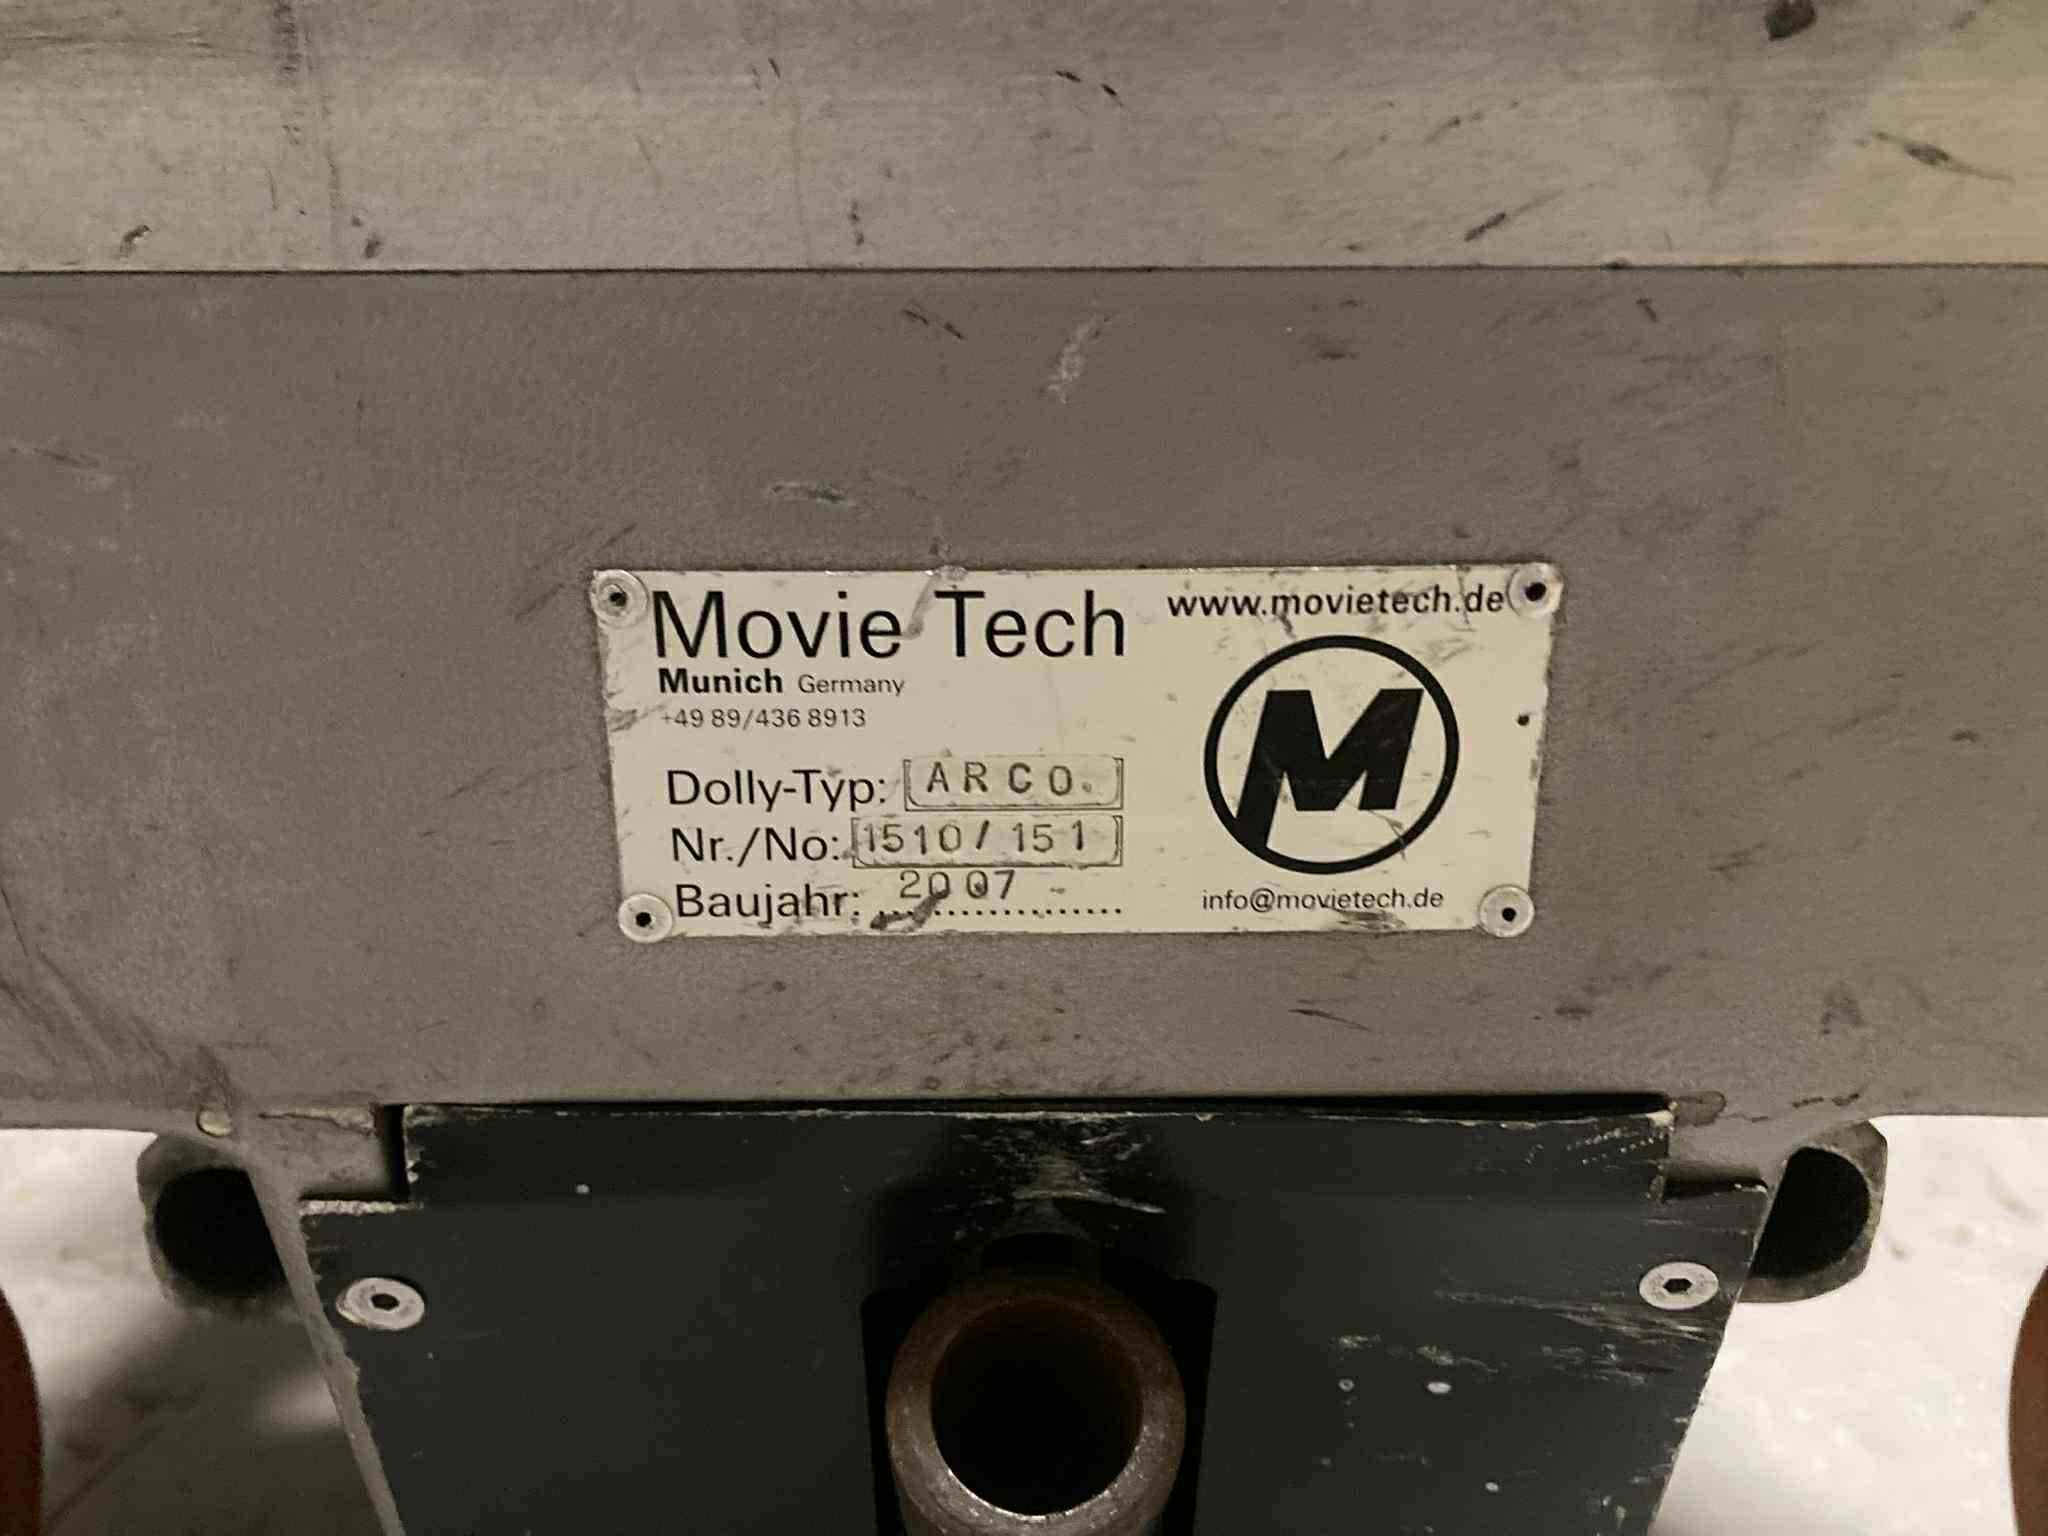 Movie Tech
www.movietech.de
Munich Germany
+49 89/436 8913
Dolly-Typ: ARCO.
Nr./No: 1510/151
Baujahr: 2007
M
info@movietech.de